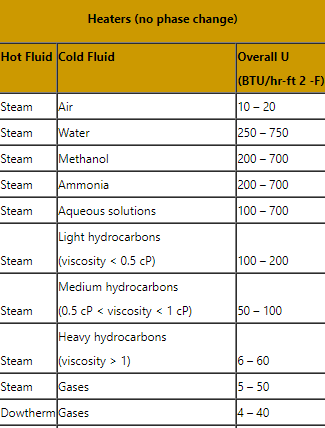 Heaters (no phase change)
Hot Fluid Cold Fluid Overall U
(BTU/hr-ft 2 -F)
Steam Air 10 – 20
Steam Water 250 – 750
Steam Methanol 200 – 700
Steam Ammonia 200 – 700
Steam Aqueous solutions 100 – 700
Light hydrocarbons
Steam (viscosity < 0.5 cP) 100 – 200
Medium hydrocarbons
Steam (0.5 cP < viscosity < 1 cP) 50 – 100
Heavy hydrocarbons
Steam (viscosity > 1) 6 – 60
Steam Gases 5 – 50
Dowtherm Gases 4 – 40